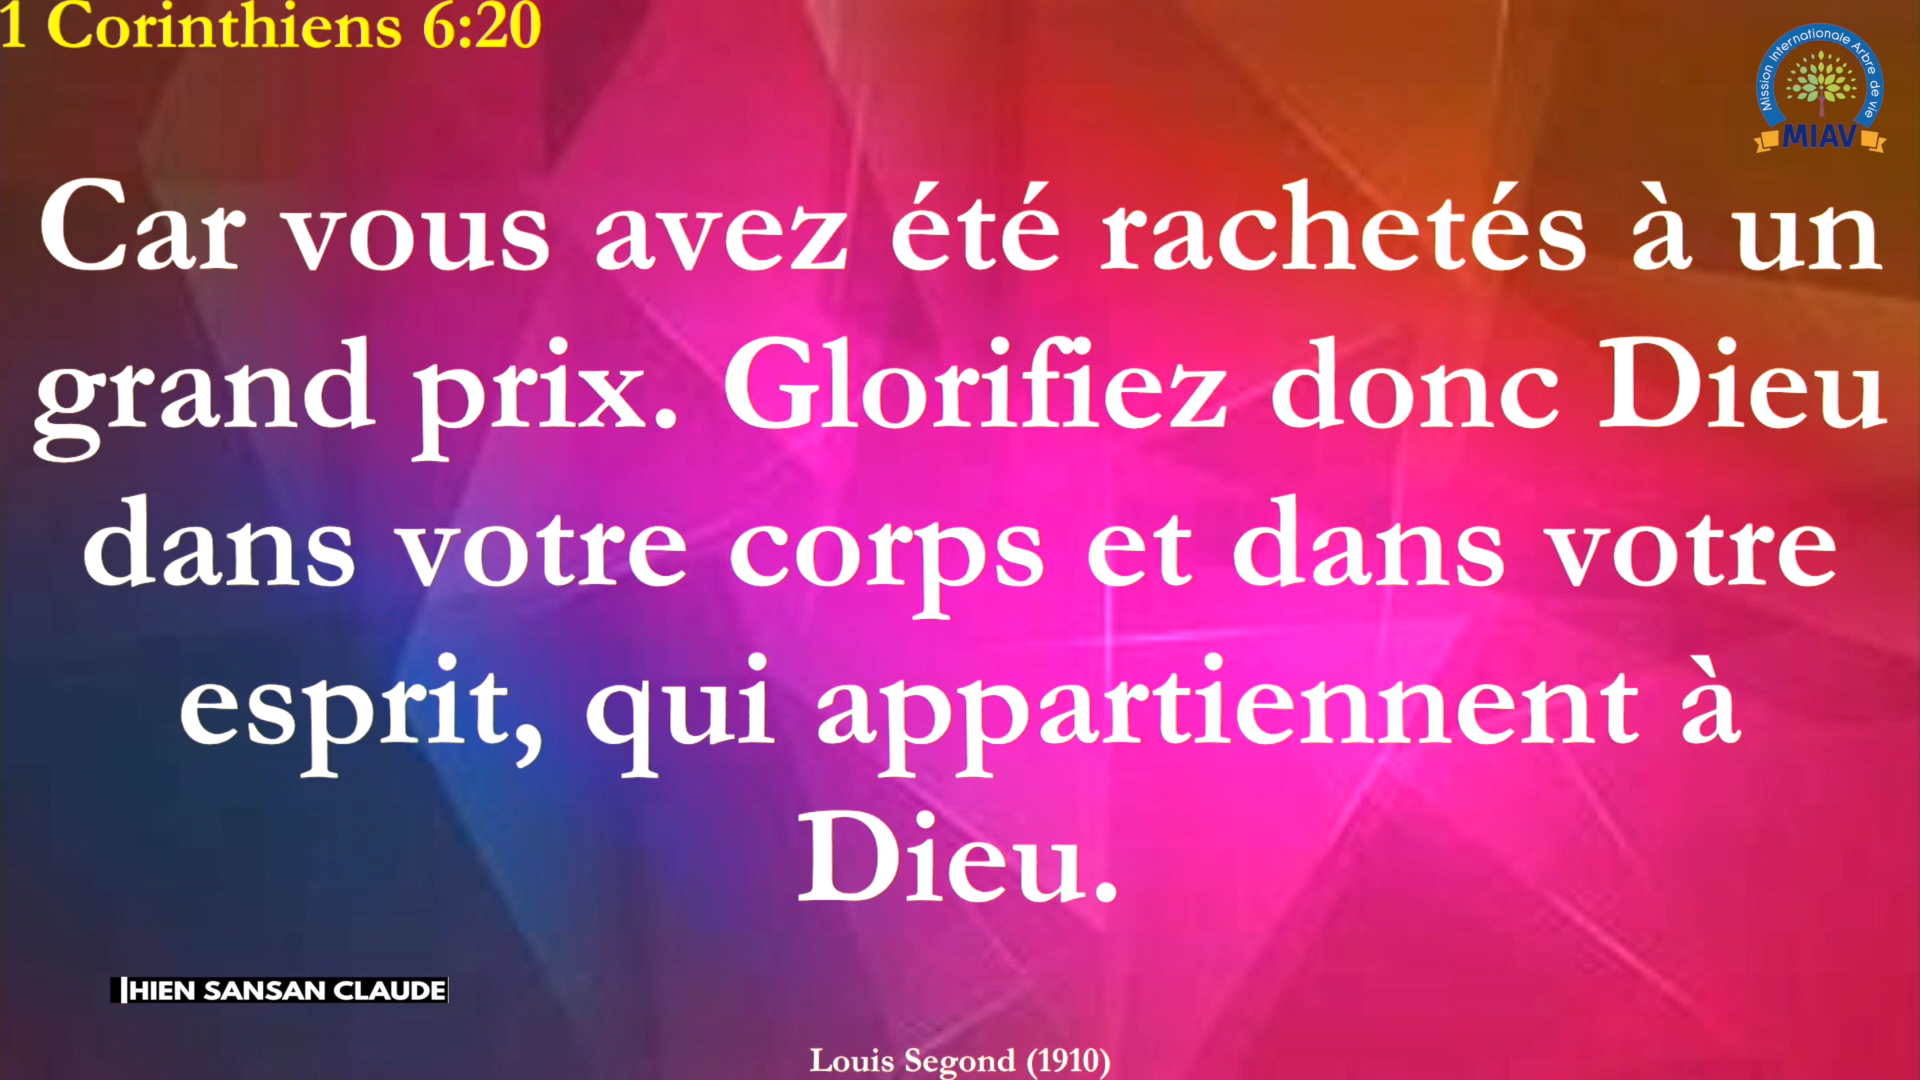 1 Corinthiens 6:20
Mission Internationale Arbre de vie
MIAV
Car vous avez été rachetés à un
grand prix. Glorifiez donc Dieu
dans votre corps et dans votre
esprit, qui appartiennent à
Dieu.
HIEN SANSAN CLAUDE
Louis Segond (1910)